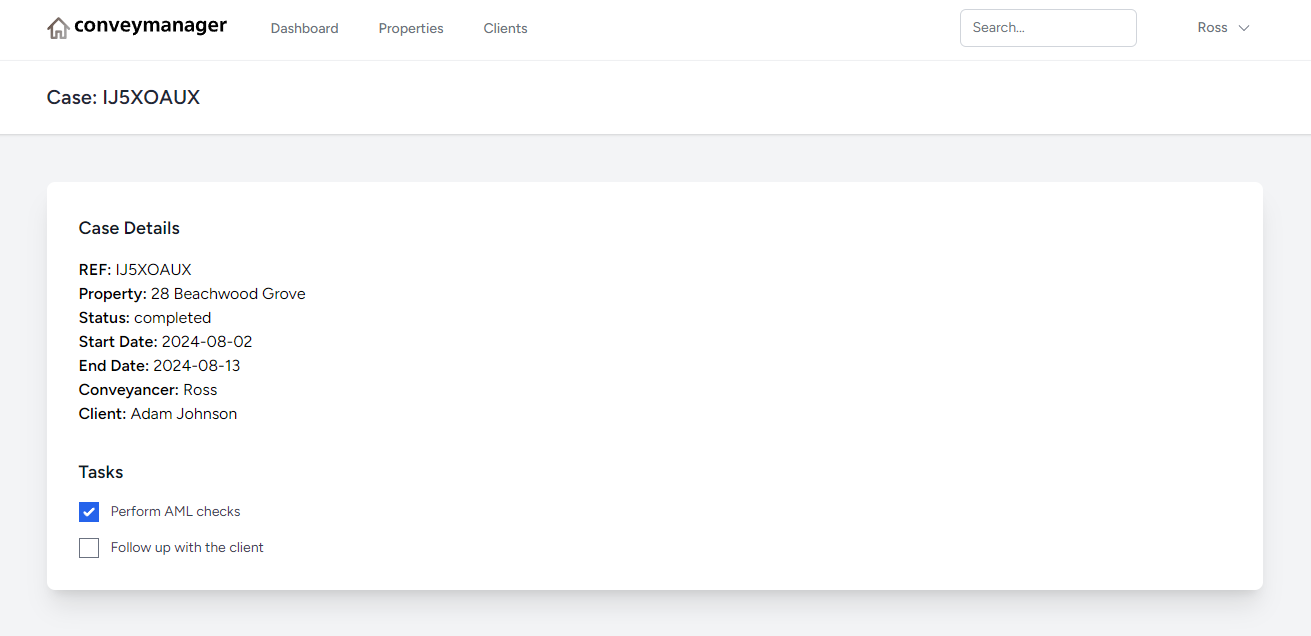 conveymanager Dashboard Properties Clients Search... Ross
Case: IJ5XOAUX
Case Details
REF: IJ5XOAUX
Property: 28 Beachwood Grove
Status: completed
Start Date: 2024-08-02
End Date: 2024-08-13
Conveyancer: Ross
Client: Adam Johnson
Tasks
Perform AML checks
Follow up with the client